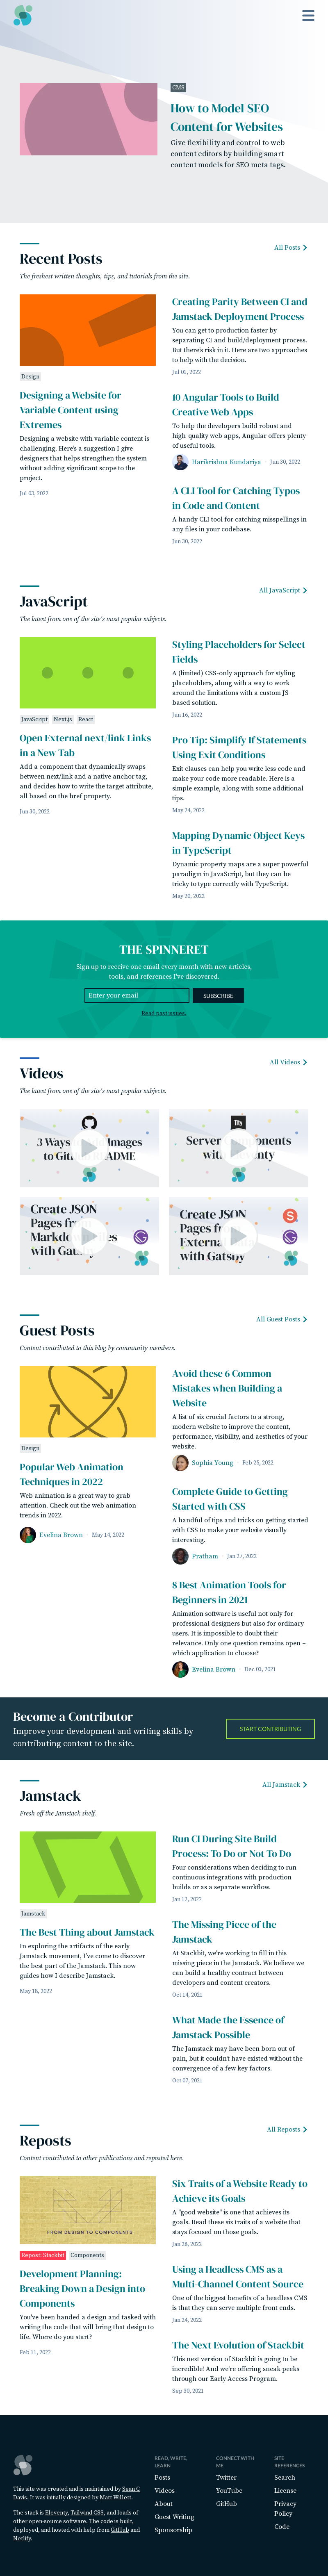 CMS
How to Model SEO
Content for Websites
Give flexibility and control to web
content editors by building smart
content models for SEO meta tags.
All Posts
Recent Posts
The freshest written thoughts, tips, and tutorials from the site.
Design
Designing a Website for
Variable Content using
Extremes
Designing a website with variable content is
challenging. Here's a suggestion I give
designers that helps strengthen the system
without adding significant scope to the
project.
Jul 08, 2022
Creating Parity Between CI and
Jamstack Deployment Process
You can get to production faster by
separating CI and build/deployment process.
But there's risk in it. Here are two approaches
to help with the decision.
Jul 01, 2022
10 Angular Tools to Build
Creative Web Apps
To help the developers build robust and
high-quality web apps, Angular offers plenty
of useful tools.
Harikrishna Kundariya
Jun 30, 2022
A CLI Tool for Catching Typos
in Code and Content
A handy CLI tool for catching misspellings in
any files in your codebase.
Jun 30, 2022
All JavaScript
JavaScript
The latest from one of the site's most popular subjects.
JavaScript Next.js React
Open External next/link Links
in a New Tab
Add a component that dynamically swaps
between next/link and a native anchor tag,
and decides how to write the target attribute,
all based on the href property.
Jun 30, 2022
Styling Placeholders for Select
Fields
A (limited) CSS-only approach for styling
placeholders, along with a way to work
around the limitations with a custom JS-
based solution.
Jun 16, 2022
Pro Tip: Simplify If Statements
Using Exit Conditions
Exit clauses can help you write less code and
make your code more readable. Here is a
simple example, along with some additional
tips.
May 24, 2022
Mapping Dynamic Object Keys
in TypeScript
Dynamic property maps are a super powerful
paradigm in JavaScript, but they can be
tricky to type correctly with TypeScript.
May 20, 2022
THE SPINNERET
Sign up to receive one email every month with new articles,
tools, and references I've discovered.
Enter your email
SUBSCRIBE
Read past issues.
All Videos
Videos
The latest from one of the site's most popular subjects.
3 Ways
Images
to Git
ADME
Server
ponents
with
nty
Create JSON
Pages fr
Markdo
es
with Gatsby
Create JSON
Pages f
Extern
with Gatsby
All Guest Posts
Guest Posts
Content contributed to this blog by community members.
Design
Popular Web Animation
Techniques in 2022
Web animation is a great way to grab
attention. Check out the web animation
trends in 2022.
Evelina Brown
May 14, 2022
Avoid these 6 Common
Mistakes when Building a
Website
A list of six crucial factors to a strong,
modern website to improve the content,
performance, visibility, and aesthetics of your
website.
Sophia Young
Feb 25, 2022
Complete Guide to Getting
Started with CSS
A handful of tips and tricks on getting started
with CSS to make your website visually
interesting.
Pratham
Jan 27, 2022
8 Best Animation Tools for
Beginners in 2021
Animation software is useful not only for
professional designers but also for ordinary
users. It is impossible to doubt their
relevance. Only one question remains open –
which application to choose?
Evelina Brown
Dec 03, 2021
Become a Contributor
Improve your development and writing skills by
contributing content to the site.
START CONTRIBUTING
All Jamstack
Jamstack
Fresh off the Jamstack shelf.
Jamstack
The Best Thing about Jamstack
In exploring the artifacts of the early
Jamstack movement, I've come to discover
the best part of the Jamstack. This now
guides how I describe Jamstack.
May 18, 2022
Run CI During Site Build
Process: To Do or Not To Do
Four considerations when deciding to run
continuous integrations with production
builds or as a separate workflow.
Jan 12, 2022
The Missing Piece of the
Jamstack
At Stackbit, we're working to fill in this
missing piece in the Jamstack. We believe we
can build a healthy contract between
developers and content creators.
Oct 14, 2021
What Made the Essence of
Jamstack Possible
The Jamstack may have been born out of
pain, but it couldn't have existed without the
convergence of a few key factors.
Oct 07, 2021
All Reposts
Reposts
Content contributed to other publications and reposted here.
FROM DESIGN TO COMPONENTS
Repost: Stackbit Components
Development Planning:
Breaking Down a Design into
Components
You've been handed a design and tasked with
writing the code that will bring that design to
life. Where do you start?
Feb 11, 2022
Six Traits of a Website Ready to
Achieve its Goals
A "good website" is one that achieves its
goals. Read these six traits of a website that
stays focused on those goals.
Jan 28, 2022
Using a Headless CMS as a
Multi-Channel Content Source
One of the biggest benefits of a headless CMS
is that they can serve multiple front ends.
Jan 24, 2022
The Next Evolution of Stackbit
This next version of Stackbit is going to be
incredible! And we're offering sneak peeks
through our Early Access Program.
Sep 30, 2021
This site was created and is maintained by Sean C
Davis. It was initially designed by Matt Willett.
The stack is Eleventy, Tailwind CSS, and loads of
other open-source software. The code is built,
deployed, and hosted with help from GitHub and
Netlify.
READ, WRITE,
LEARN
Posts
Videos
About
Guest Writing
Sponsorship
CONNECT WITH
ME
Twitter
YouTube
GitHub
SITE
REFERENCES
Search
License
Privacy
Policy
Code